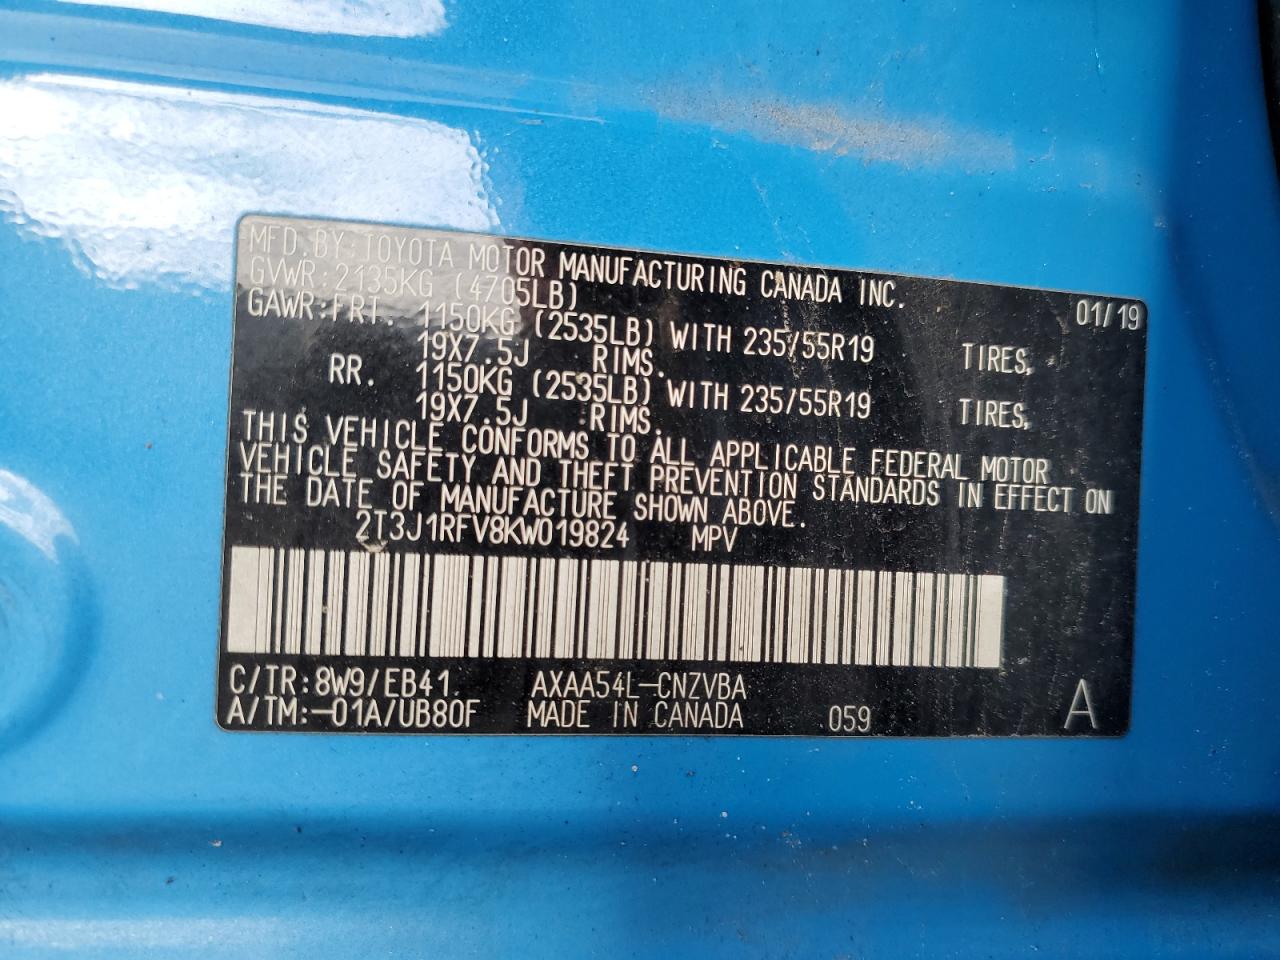 MFD. BY: TOYOTA MOTOR MANUFACTURING CANADA INC. 01/19
GVWR: 2135KG (4705LB)
GAWR: FRT. 1150KG (2535LB) WITH 235/55R19 TIRES,
19X7.5J RIMS.
RR. 1150KG (2535LB) WITH 235/55R19 TIRES,
19X7.5J RIMS.
THIS VEHICLE CONFORMS TO ALL APPLICABLE FEDERAL MOTOR
VEHICLE SAFETY AND THEFT PREVENTION STANDARDS IN EFFECT ON
THE DATE OF MANUFACTURE SHOWN ABOVE.
2T3J1RFV8KW019824 MPV
C/TR: 8W9/EB41 AXAA54L-CNZVBA
A/TM: -01A/UB80F MADE IN CANADA 059 A